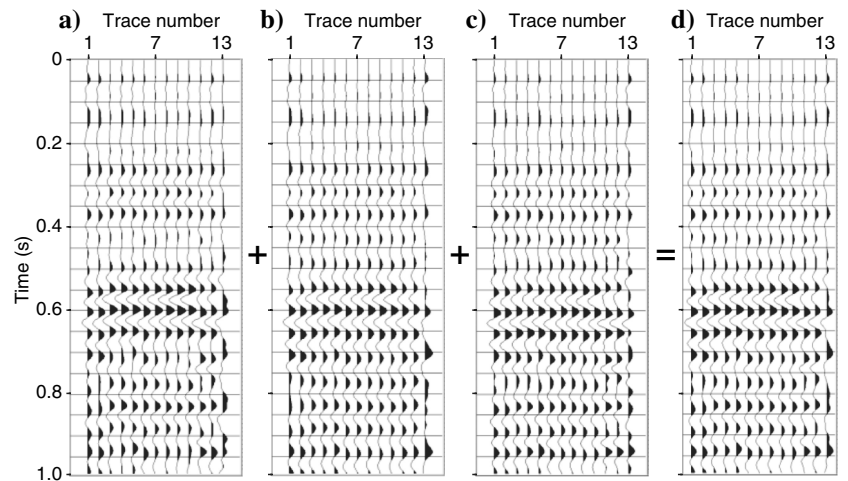 a) Trace number b) Trace number c) Trace number d) Trace number
1 7 13 1 7 13 1 7 13 1 7 13
0
0.2
0.4
Time (s)
+ + =
0.6
0.8
1.0